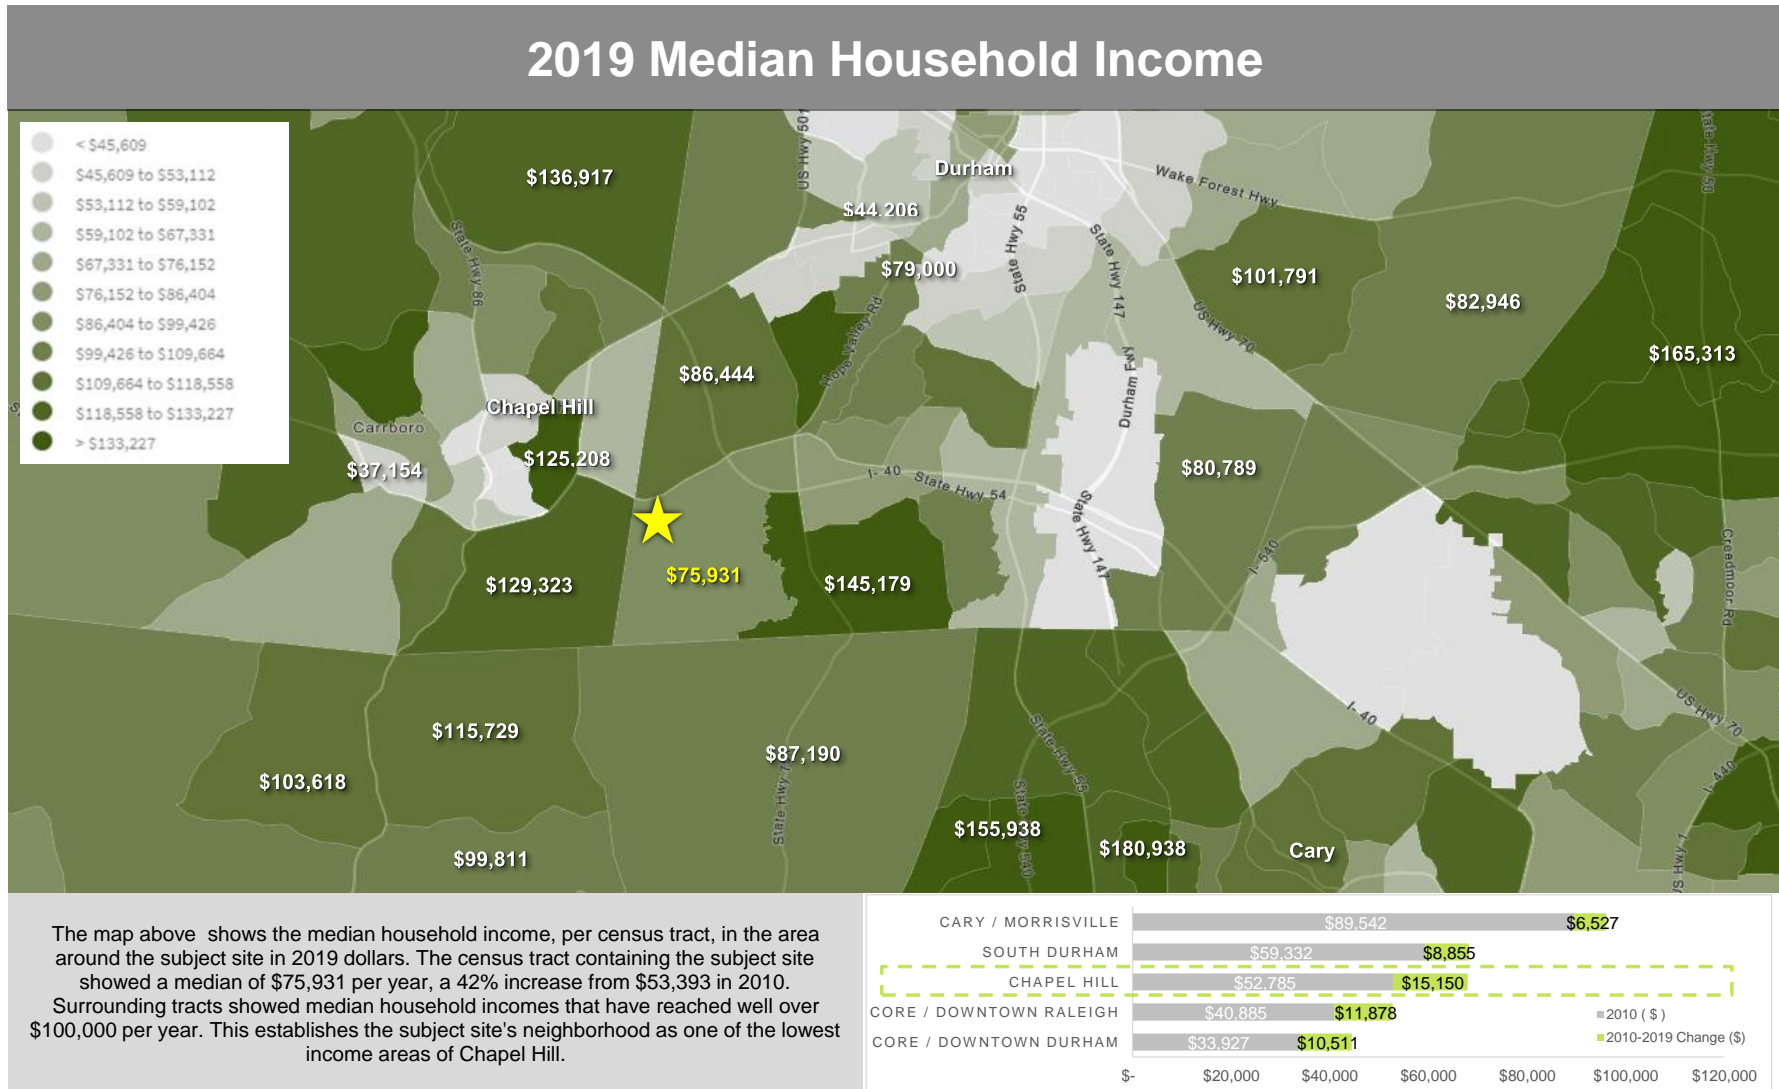 2019 Median Household Income
< $45,609
$45,609 to $53,112
$53,112 to $59,102
$59,102 to $67,331
$67,331 to $76,152
$76,152 to $86,404
$86,404 to $99,426
$99,426 to $109,664
$109,664 to $118,558
$118,558 to $133,227
> $133,227
US Hwy 501
State Hwy 50
$136,917
Durham
Wake Forest Hwy
$44,206
State Hwy 86
State Hwy 55
State Hwy 147
$79,000
$101,791
$82,946
US Hwy 70
Hope Valley Rd
$165,313
$86,444
Durham Fwy
Chapel Hill
Carrboro
$37,154
$125,208
I- 40
State Hwy 54
$80,789
State Hwy 147
I- 540
Creedmoor Rd
$75,931
$129,323
$145,179
US Hwy 70
I- 40
State Hwy 55
$115,729
$87,190
$103,618
I- 440
State Hwy
$155,938
$180,938
Cary
$99,811
US Hwy 1
The map above shows the median household income, per census tract, in the area
around the subject site in 2019 dollars. The census tract containing the subject site
showed a median of $75,931 per year, a 42% increase from $53,393 in 2010.
Surrounding tracts showed median household incomes that have reached well over
$100,000 per year. This establishes the subject site's neighborhood as one of the lowest
income areas of Chapel Hill.
CARY / MORRISVILLE $89,542 $6,527
SOUTH DURHAM $59,332 $8,855
CHAPEL HILL $52,785 $15,150
CORE / DOWNTOWN RALEIGH $40,885 $11,878
CORE / DOWNTOWN DURHAM $33,927 $10,511
2010 ( $ )
2010-2019 Change ($)
$- $20,000 $40,000 $60,000 $80,000 $100,000 $120,000